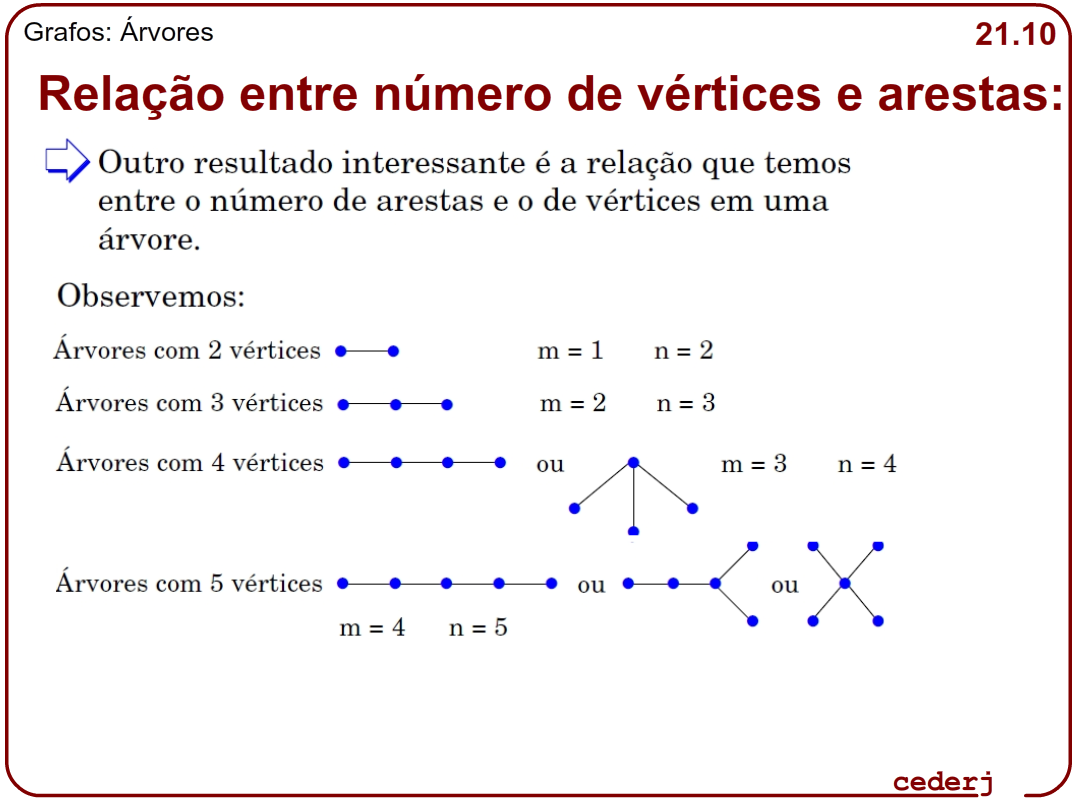 Grafos: Árvores 21.10
Relação entre número de vértices e arestas:
Outro resultado interessante é a relação que temos
entre o número de arestas e o de vértices em uma
árvore.
Observemos:
Árvores com 2 vértices m = 1 n = 2
Árvores com 3 vértices m = 2 n = 3
Árvores com 4 vértices ou m = 3 n = 4
Árvores com 5 vértices ou ou
m = 4 n = 5
cederj